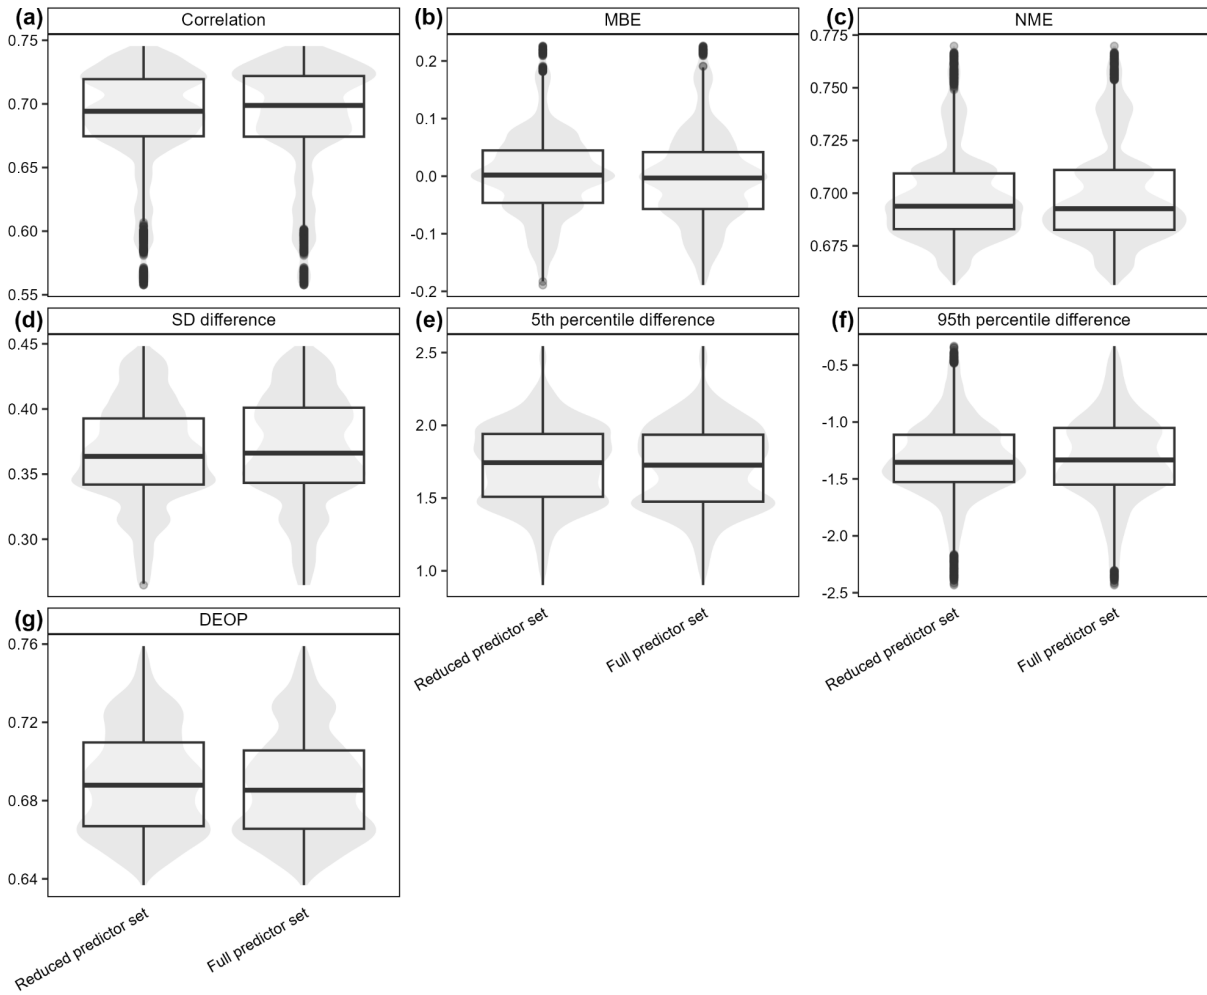 (a) Correlation
0.75
0.70
0.65
0.60
0.55
(b) MBE
0.2
0.1
0.0
-0.1
-0.2
(c) NME
0.775
0.750
0.725
0.700
0.675
(d) SD difference
0.45
0.40
0.35
0.30
(e) 5th percentile difference
2.5
2.0
1.5
1.0
Reduced predictor set
Full predictor set
(f) 95th percentile difference
-0.5
-1.0
-1.5
-2.0
-2.5
Reduced predictor set
Full predictor set
(g) DEOP
0.76
0.72
0.68
0.64
Reduced predictor set
Full predictor set